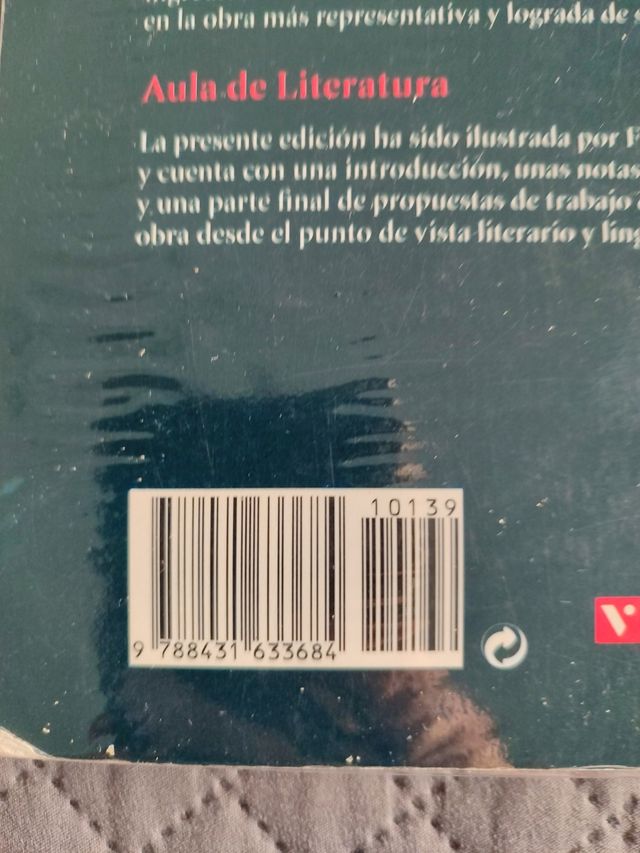 en la obra más representativa y lograda de
Aula de Literatura
La presente edición ha sido ilustrada por F
y cuenta con una introducción, unas notas
y una parte final de propuestas de trabajo
obra desde el punto de vista literario y ling
10139
9 788431 633684
V